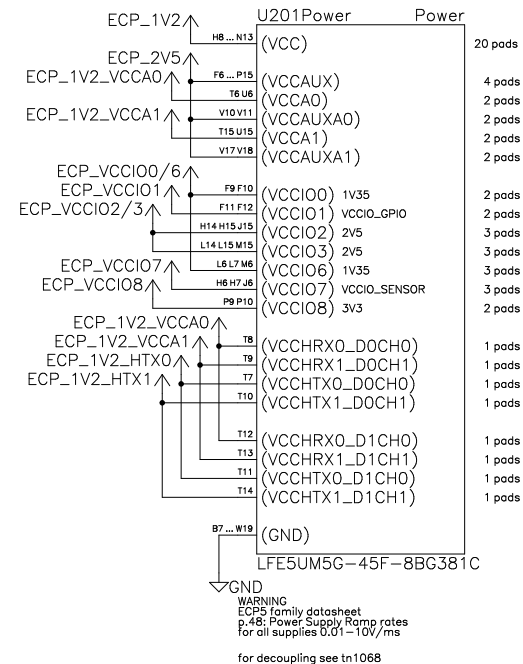 U201Power Power
ECP_1V2
H8 ... N13 (VCC) 20 pads
ECP_2V5
F6 ... P15 (VCCAUX) 4 pads
ECP_1V2_VCCA0
T6 U6 (VCCA0) 2 pads
V10 V11 (VCCAUXA0) 2 pads
ECP_1V2_VCCA1
T15 U15 (VCCA1) 2 pads
V17 V18 (VCCAUXA1) 2 pads
ECP_VCCIO0/6
ECP_VCCIO1
F9 F10 (VCCIO0) 1V35 2 pads
ECP_VCCIO2/3
F11 F12 (VCCIO1) VCCIO_GPIO 2 pads
H14 H15 J15 (VCCIO2) 2V5 3 pads
L14 L15 M15 (VCCIO3) 2V5 3 pads
ECP_VCCIO7
L6 L7 M6 (VCCIO6) 1V35 3 pads
ECP_VCCIO8
H6 H7 J6 (VCCIO7) VCCIO_SENSOR 3 pads
P9 P10 (VCCIO8) 3V3 2 pads
ECP_1V2_VCCA0
ECP_1V2_VCCA1
T8 (VCCHRX0_D0CH0) 1 pads
ECP_1V2_HTX0
T9 (VCCHRX1_D0CH1) 1 pads
ECP_1V2_HTX1
T7 (VCCHTX0_D0CH0) 1 pads
T10 (VCCHTX1_D0CH1) 1 pads
T12 (VCCHRX0_D1CH0) 1 pads
T13 (VCCHRX1_D1CH1) 1 pads
T11 (VCCHTX0_D1CH0) 1 pads
T14 (VCCHTX1_D1CH1) 1 pads
B7 ... W19 (GND)
LFE5UM5G-45F-8BG381C
GND
WARNING
ECP5 family datasheet
p.48: Power Supply Ramp rates
for all supplies 0.01-10V/ms
for decoupling see tn1068